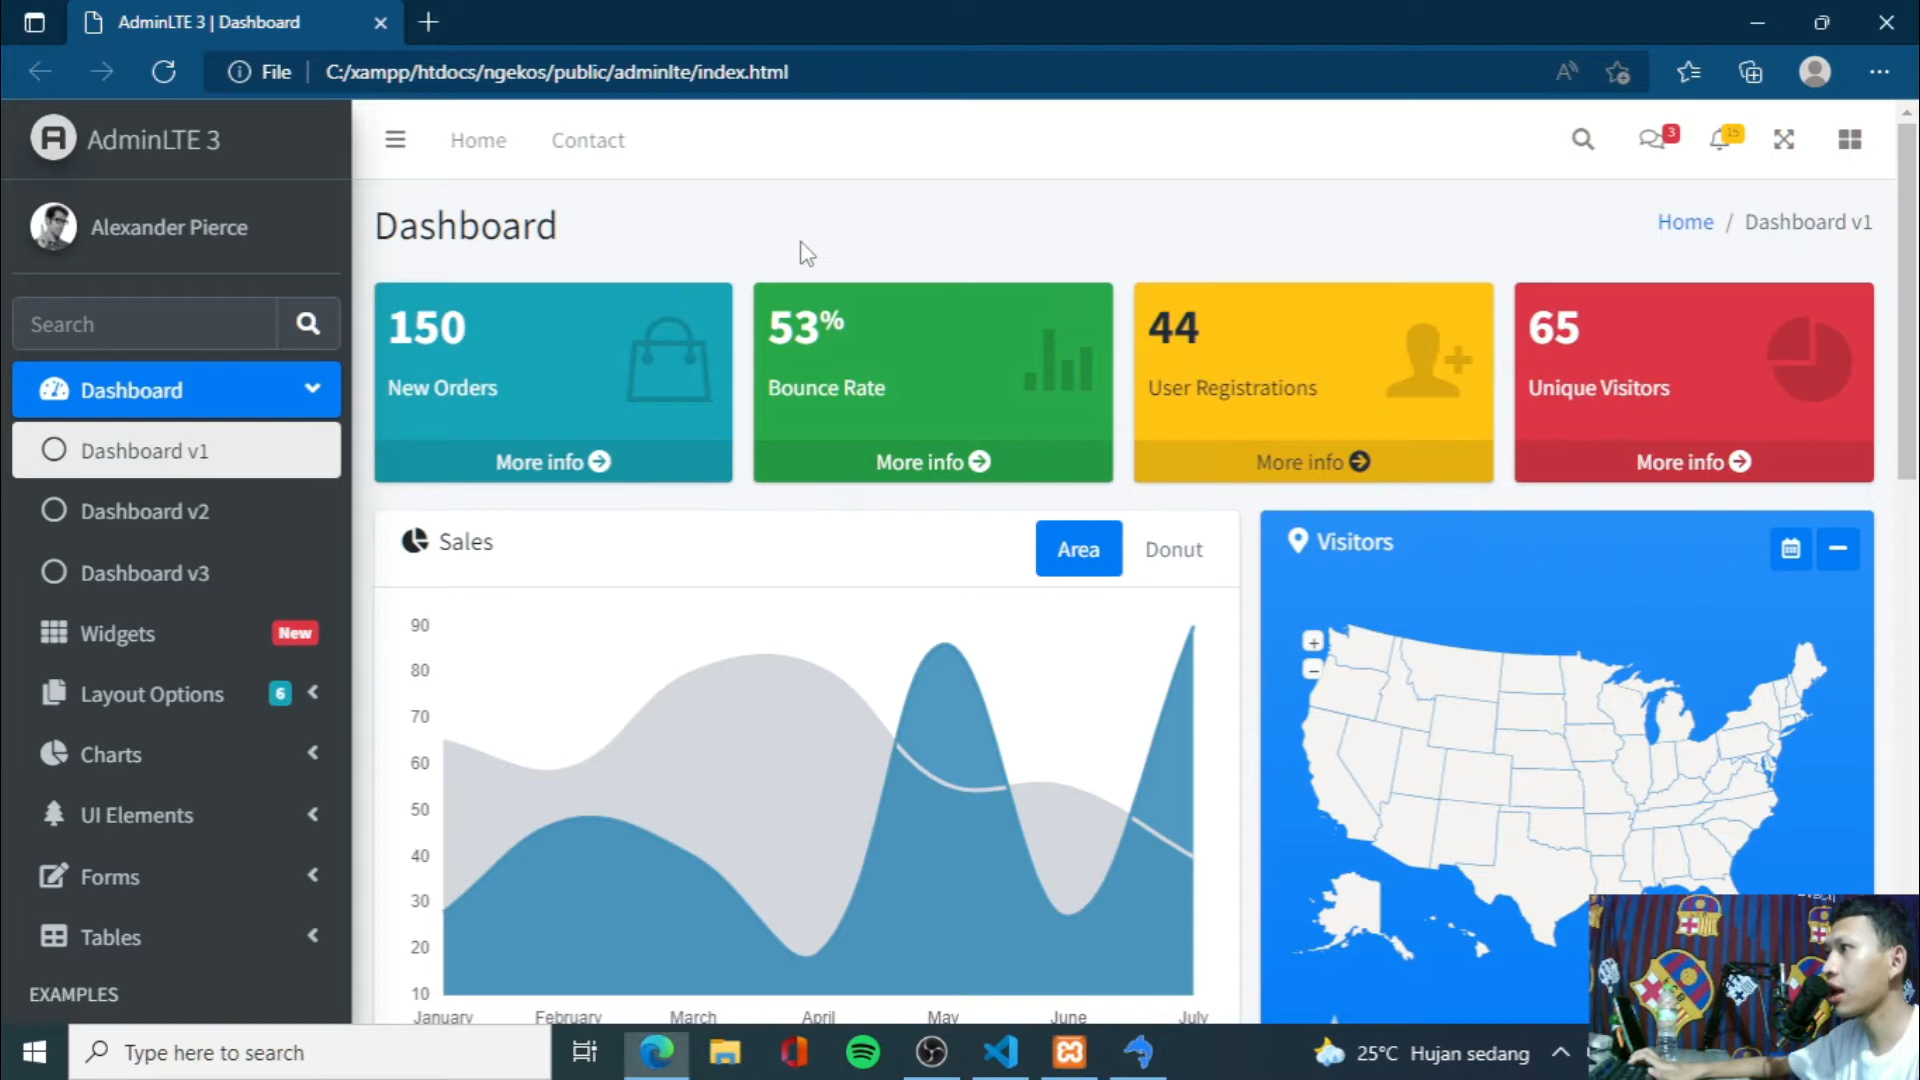 AdminLTE 3 | Dashboard
File
C:/xampp/htdocs/ngekos/public/adminlte/index.html
AdminLTE 3
Home
Contact
3
15
Alexander Pierce
Dashboard
Home / Dashboard v1
Search
Dashboard
Dashboard v1
Dashboard v2
Dashboard v3
Widgets
New
Layout Options
6
Charts
UI Elements
Forms
Tables
EXAMPLES
150
New Orders
More info
53%
Bounce Rate
More info
44
User Registrations
More info
65
Unique Visitors
More info
Sales
Area
Donut
90
80
70
60
50
40
30
20
10
January
February
March
April
May
June
July
Visitors
+
−
Type here to search
25°C Hujan sedang